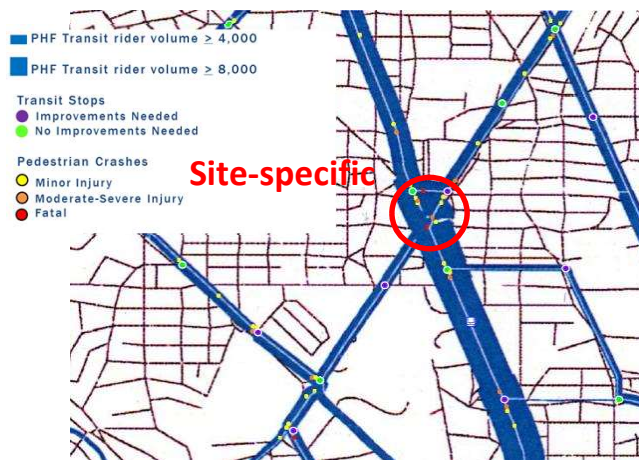 PHF Transit rider volume ≥ 4,000
PHF Transit rider volume ≥ 8,000
Transit Stops
Improvements Needed
No Improvements Needed
Pedestrian Crashes
Site-specific
Minor Injury
Moderate-Severe Injury
Fatal